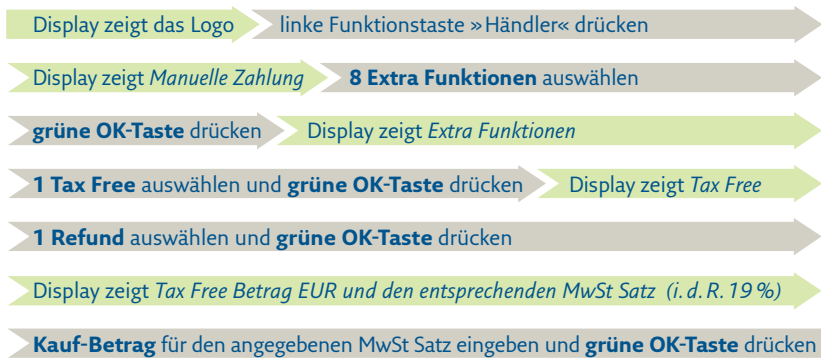 Display zeigt das Logo linke Funktionstaste »Händler« drücken
Display zeigt Manuelle Zahlung 8 Extra Funktionen auswählen
grüne OK-Taste drücken Display zeigt Extra Funktionen
1 Tax Free auswählen und grüne OK-Taste drücken Display zeigt Tax Free
1 Refund auswählen und grüne OK-Taste drücken
Display zeigt Tax Free Betrag EUR und den entsprechenden MwSt Satz (i. d. R. 19 %)
Kauf-Betrag für den angegebenen MwSt Satz eingeben und grüne OK-Taste drücken